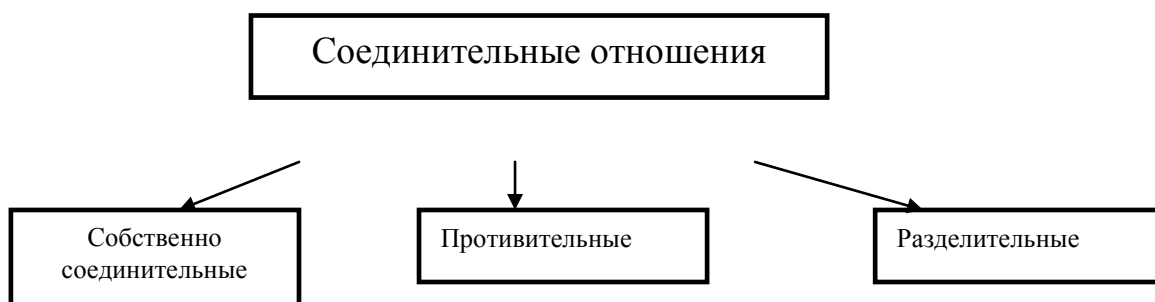 Соединительные отношения
Собственно
соединительные
Противительные
Разделительные